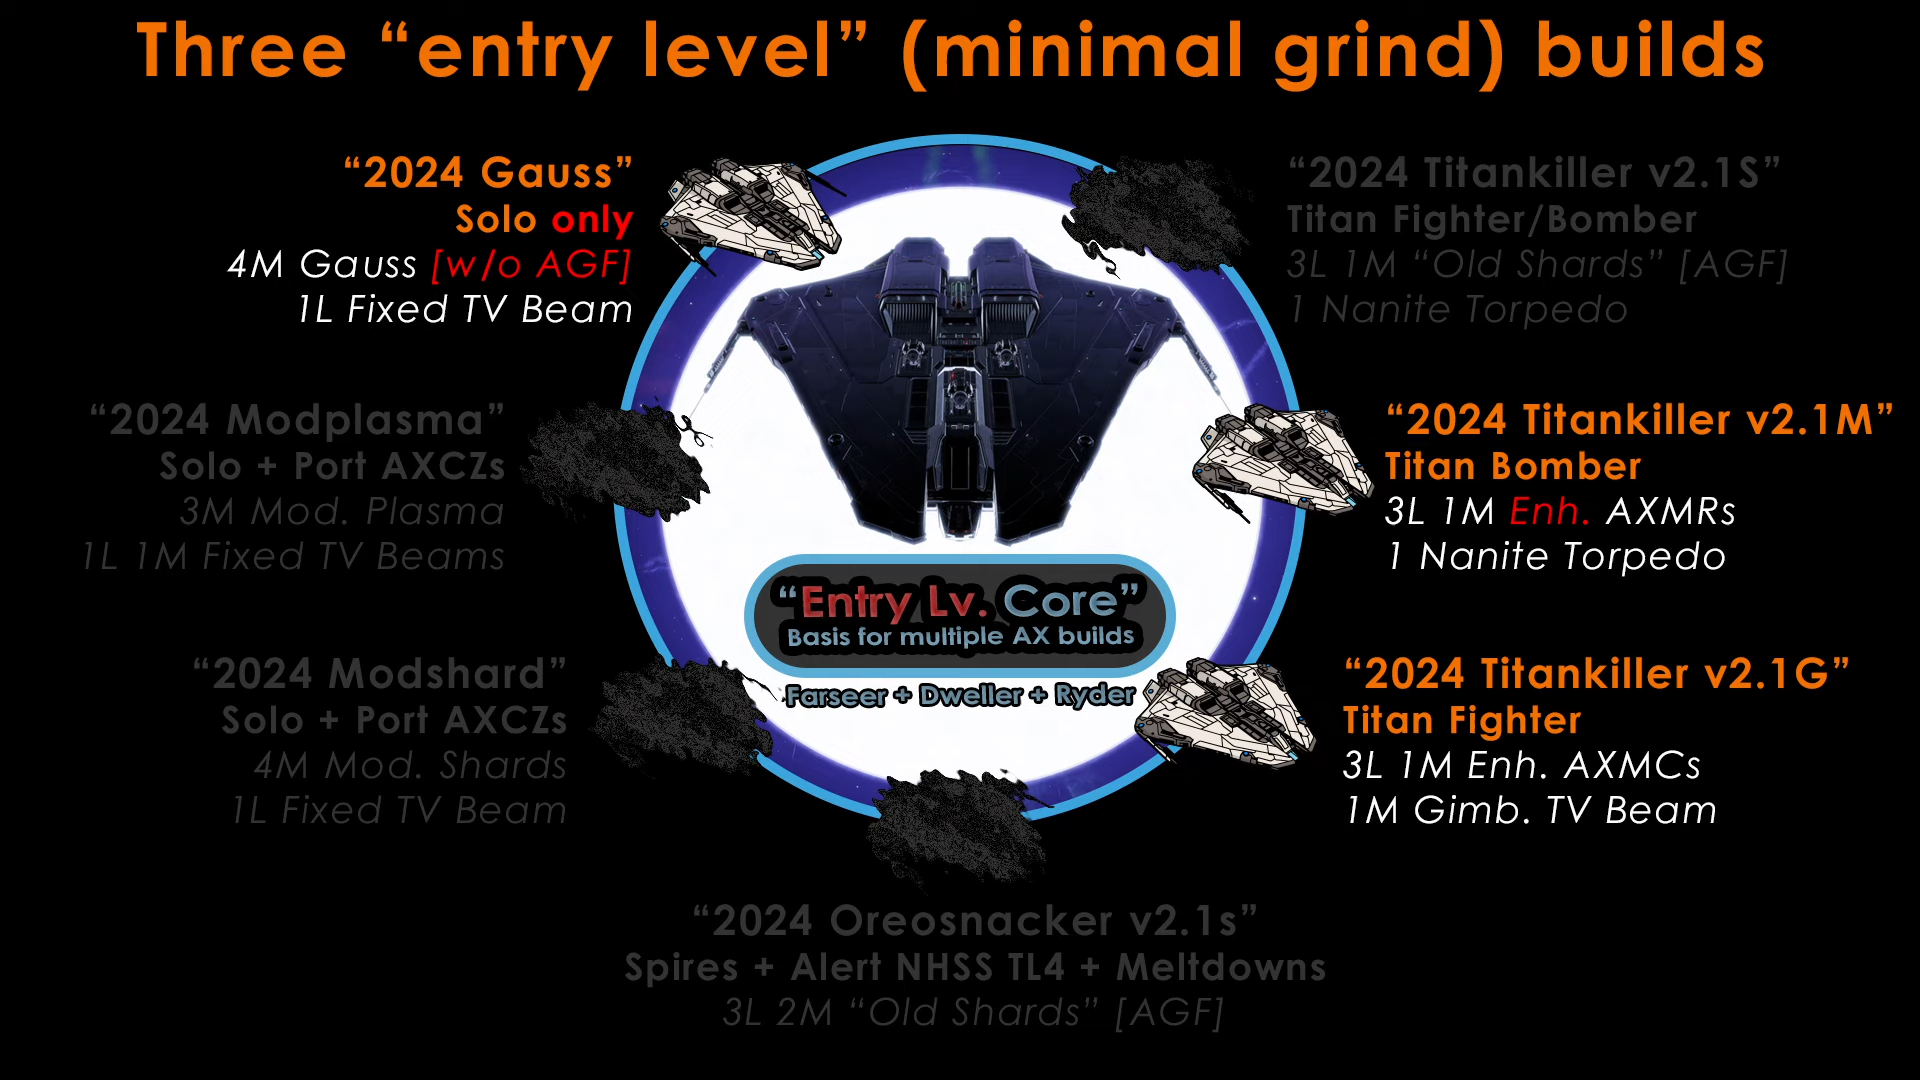 Three “entry level” (minimal grind) builds
“2024 Gauss”
Solo only
4M Gauss [w/o AGF]
1L Fixed TV Beam
“2024 Titankiller v2.1S”
Titan Fighter/Bomber
3L 1M “Old Shards” [AGF]
1 Nanite Torpedo
“2024 Modplasma”
Solo + Port AXCZs
3M Mod. Plasma
1L 1M Fixed TV Beams
“2024 Titankiller v2.1M”
Titan Bomber
3L 1M Enh. AXMRs
1 Nanite Torpedo
“Entry Lv. Core”
Basis for multiple AX builds
Farseer + Dweller + Ryder
“2024 Modshard”
Solo + Port AXCZs
4M Mod. Shards
1L Fixed TV Beam
“2024 Titankiller v2.1G”
Titan Fighter
3L 1M Enh. AXMCs
1M Gimb. TV Beam
“2024 Oreosnacker v2.1s”
Spires + Alert NHSS TL4 + Meltdowns
3L 2M “Old Shards” [AGF]